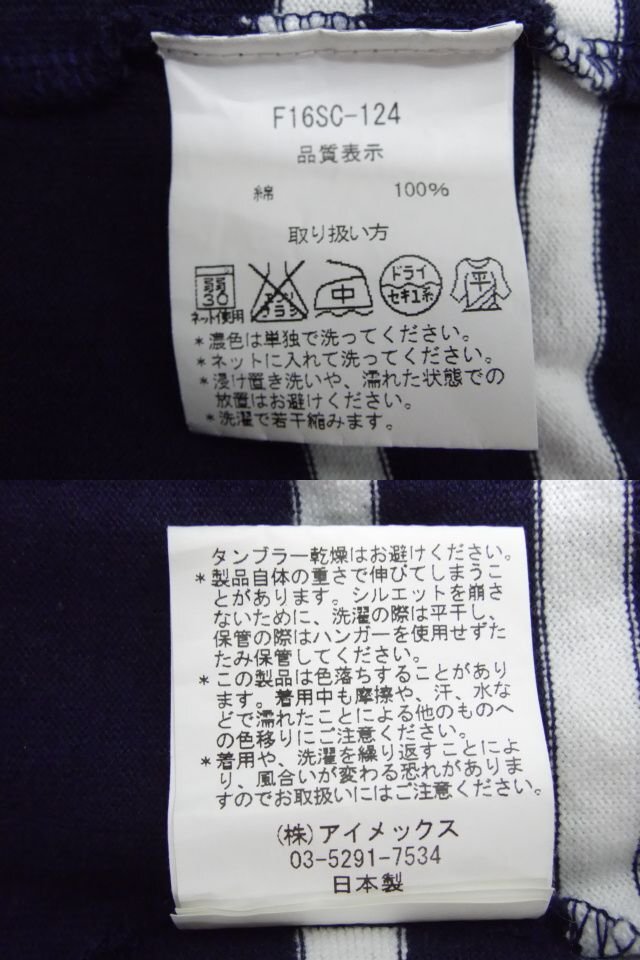 F16SC-124
品質表示
綿 100%
取り扱い方
弱 30 エンソ サラシ 中 ドライ セキユ系 平
ネット使用
*濃色は単独で洗ってください。
*ネットに入れて洗ってください。
*浸け置き洗いや、濡れた状態での
放置はお避けください。
*洗濯で若干縮みます。
タンブラー乾燥はお避けください。
*製品自体の重さで伸びてしまうこ
とがあります。シルエットを崩さ
ないために、洗濯の際は平干し、
保管の際はハンガーを使用せずた
たみ保管してください。
*この製品は色落ちすることがあり
ます。着用中も摩擦や、汗、水な
どで濡れたことによる他のものへ
の色移りにご注意ください。
*着用や、洗濯を繰り返すことによ
り、風合いが変わる恐れがありま
すのでお取扱いにはご注意ください。
(株)アイメックス
03-5291-7534
日本製